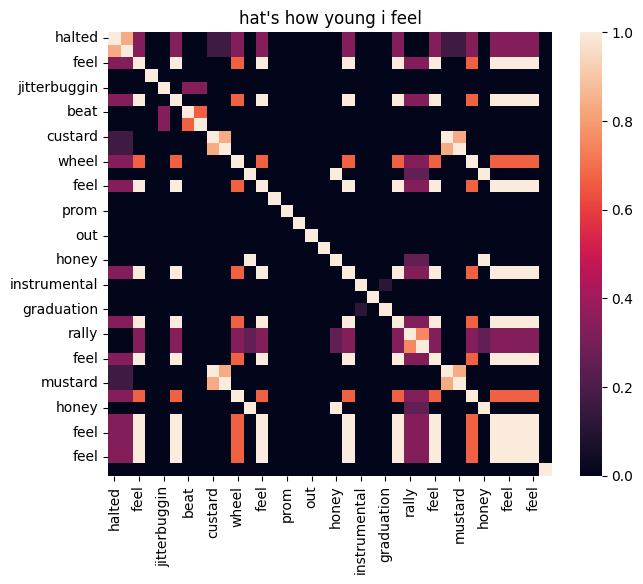 hat's how young i feel
halted
feel
jitterbuggin
beat
custard
wheel
feel
prom
out
honey
instrumental
graduation
rally
feel
mustard
honey
feel
feel
halted
feel
jitterbuggin
beat
custard
wheel
feel
prom
out
honey
instrumental
graduation
rally
feel
mustard
honey
feel
feel
1.0
0.8
0.6
0.4
0.2
0.0